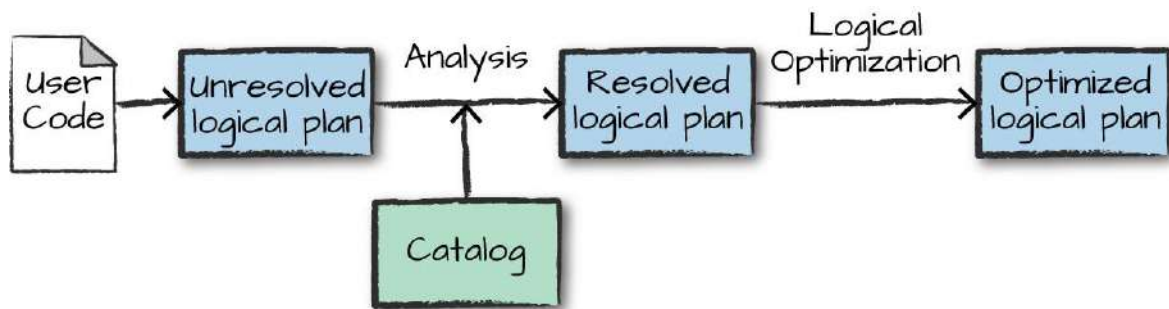 User
Code
Unresolved
logical plan
Analysis
Catalog
Resolved
logical plan
Logical
Optimization
Optimized
logical plan